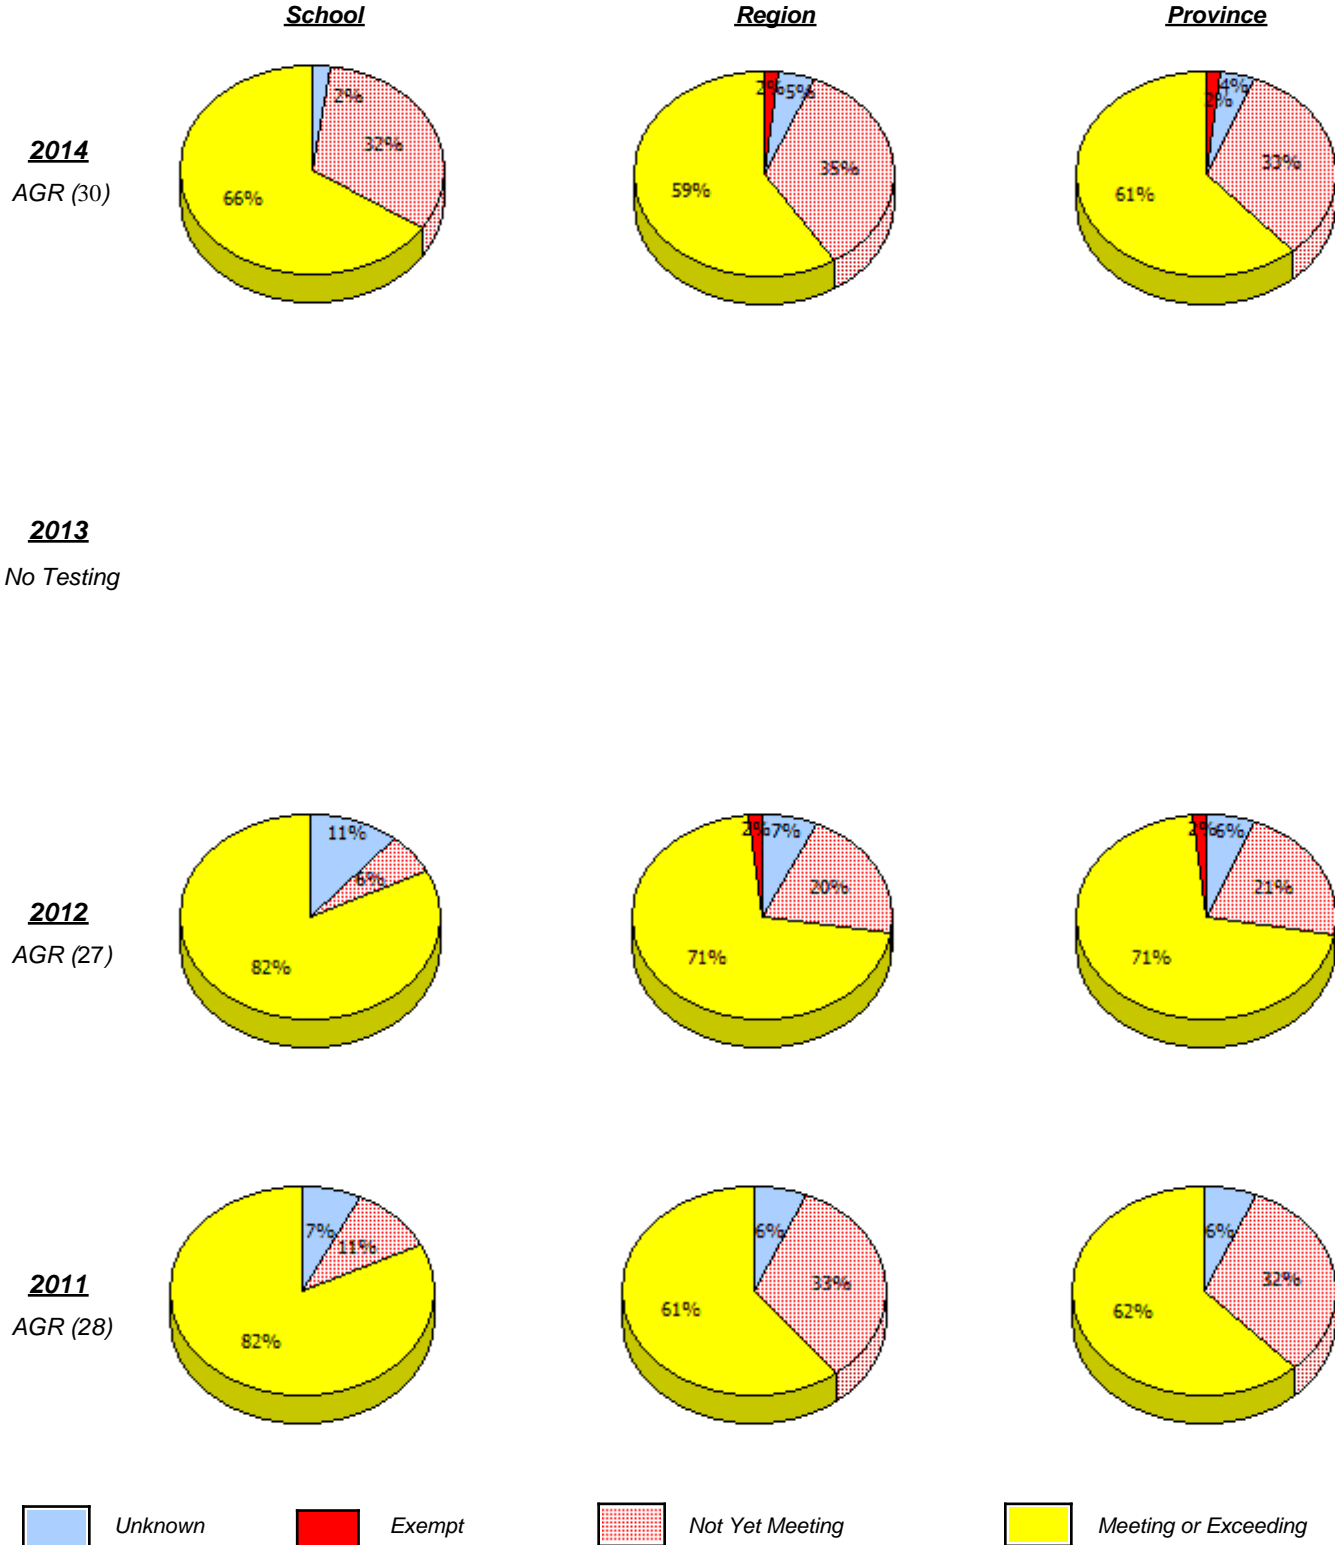 School Region Province
2% 2% 5% 2% 4%
2014 32% 35% 33%
AGR (30) 66% 59% 61%
2013
No Testing
11% 2% 7% 2% 6%
6% 20% 21%
2012
AGR (27) 82% 71% 71%
7% 11% 6% 33% 6% 32%
2011 61% 62%
AGR (28) 82%
Unknown Exempt Not Yet Meeting Meeting or Exceeding